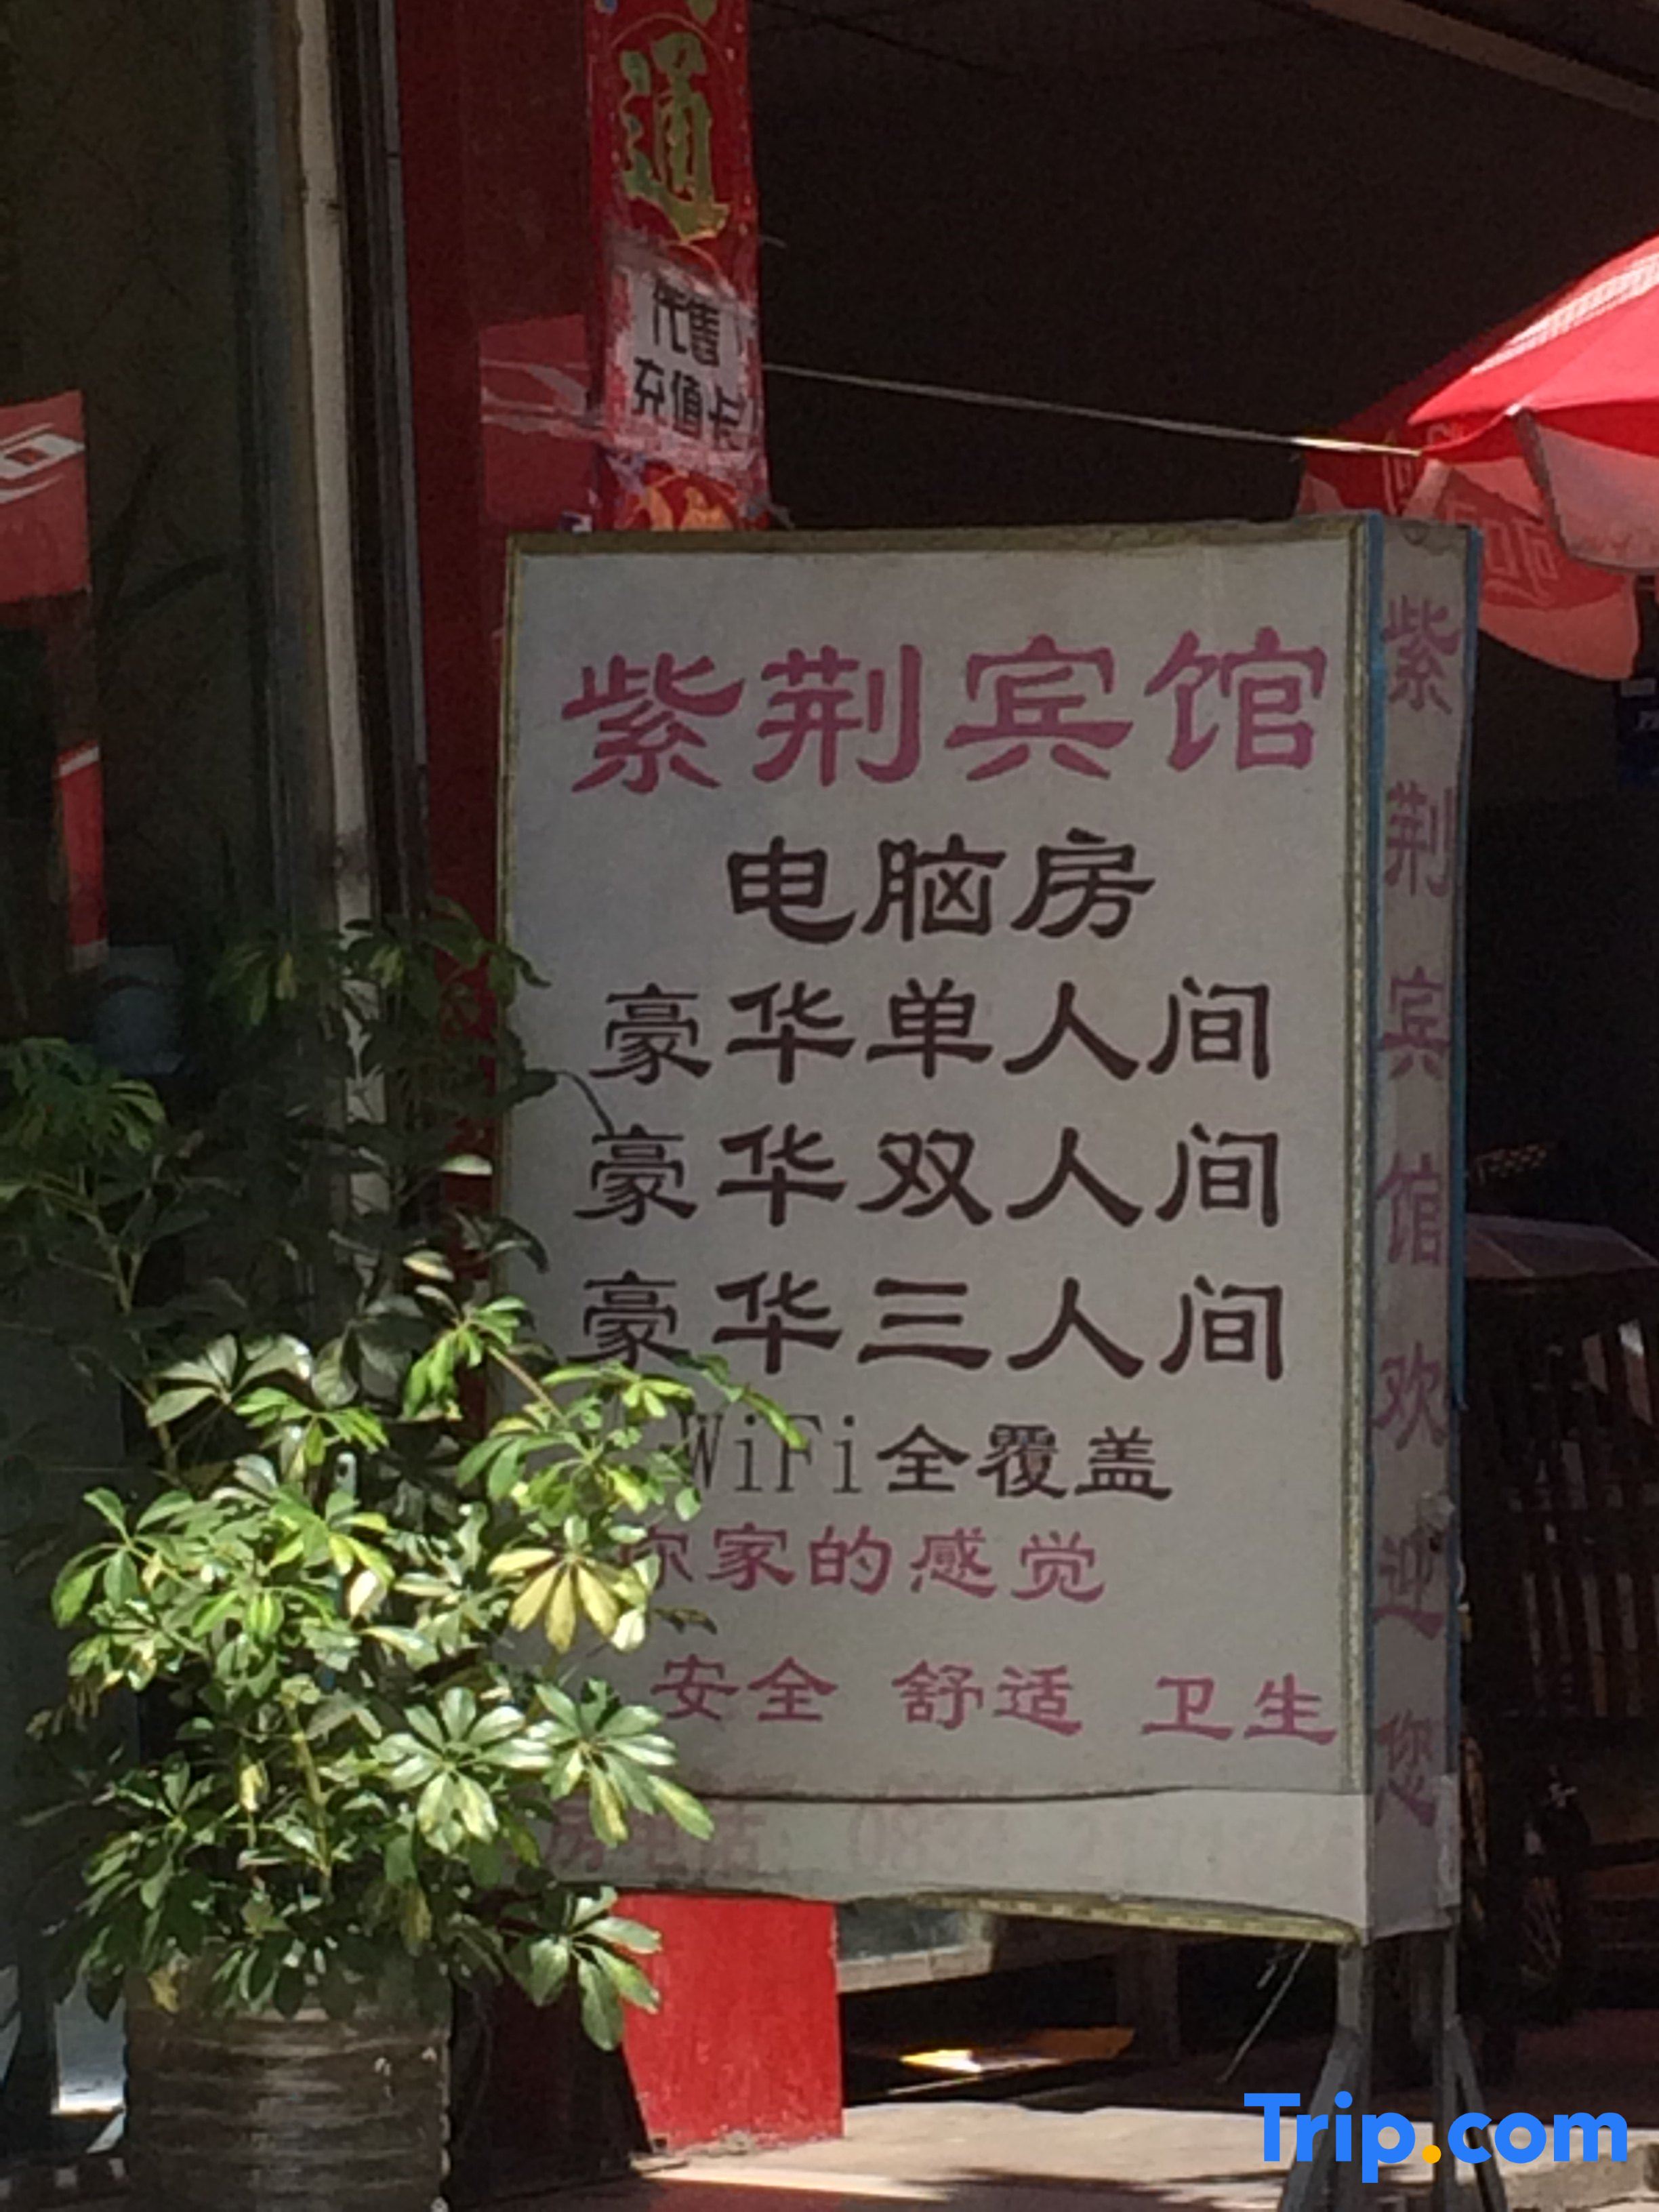 通
代售
充值卡
紫荆宾馆
电脑房
豪华单人间
豪华双人间
豪华三人间
WiFi全覆盖
你家的感觉
安全 舒适 卫生
紫荆宾馆欢迎您
Trip.com